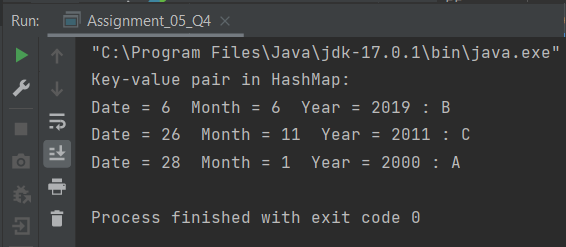 Run: Assignment_05_Q4 ×
"C:\Program Files\Java\jdk-17.0.1\bin\java.exe"
Key-value pair in HashMap:
Date = 6  Month = 6  Year = 2019 : B
Date = 26  Month = 11  Year = 2011 : C
Date = 28  Month = 1  Year = 2000 : A
Process finished with exit code 0